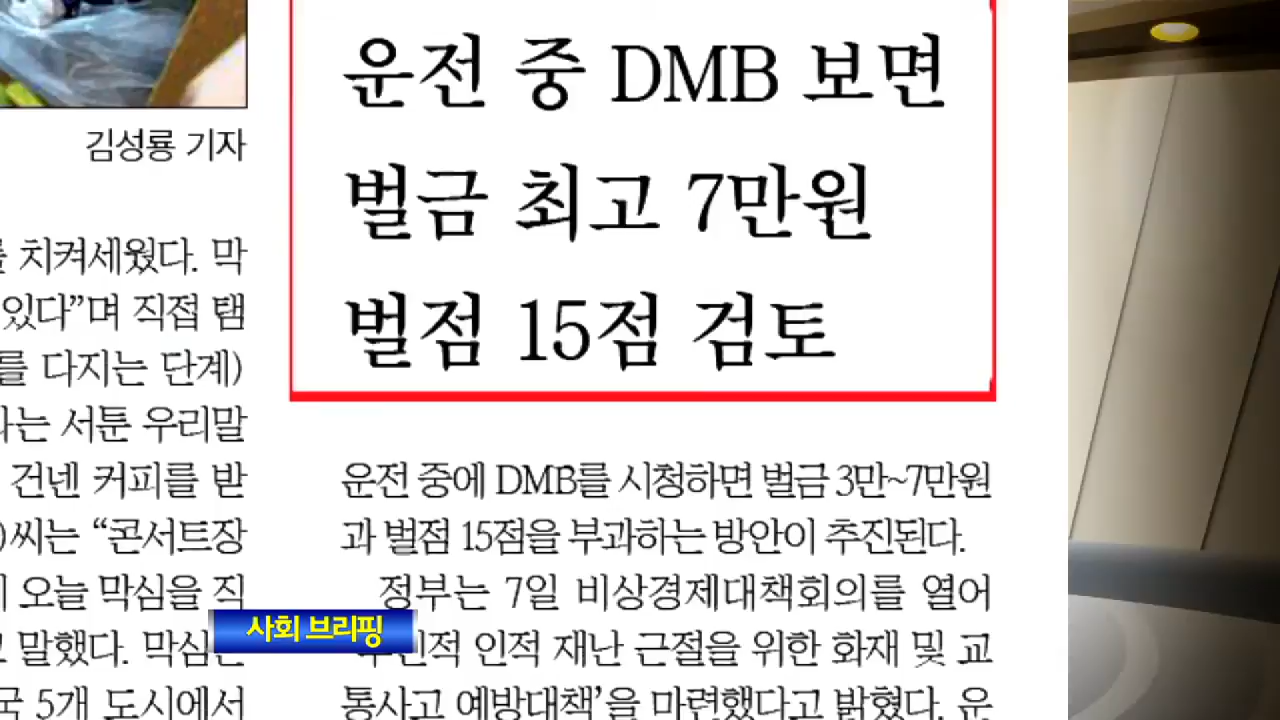 김성룡 기자
치켜세웠다. 막
있다”며 직접 탬
를 다지는 단계)
는 서툰 우리말
건넨 커피를 받
)씨는 “콘서트장
오늘 막심을 직
말했다.
5개 도시에서
운전 중 DMB 보면
벌금 최고 7만원
벌점 15점 검토
운전 중에 DMB를 시청하면 벌금 3만~7만원
과 벌점 15점을 부과하는 방안이 추진된다.
정부는 7일 비상경제대책회의를 열어
인적 재난 근절을 위한 화재 및 교
통사고 예방대책’을 마련했다고 밝혔다. 운
사회 브리핑